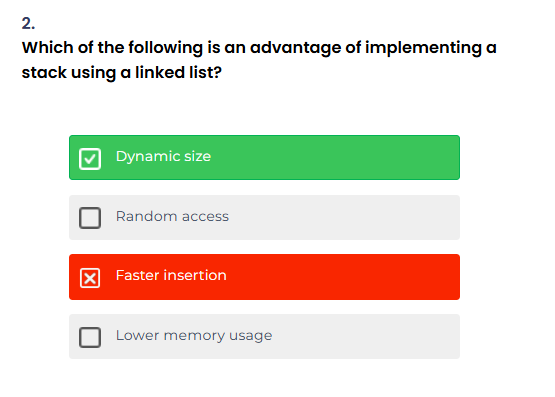 2.
Which of the following is an advantage of implementing a
stack using a linked list?
Dynamic size
Random access
Faster insertion
Lower memory usage